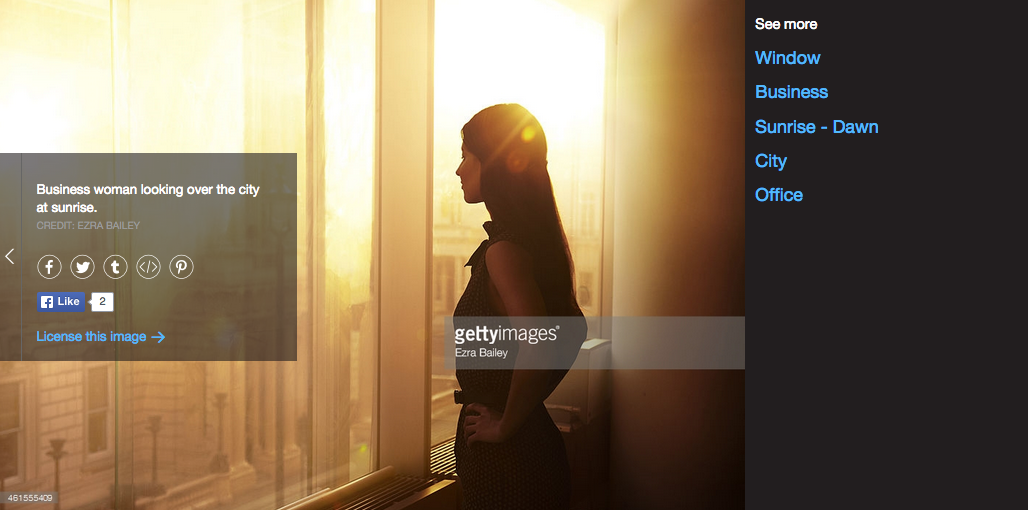 Business woman looking over the city
at sunrise.
CREDIT: EZRA BAILEY
Like 2
License this image →
gettyimages®
Ezra Bailey
461555409
See more
Window
Business
Sunrise - Dawn
City
Office